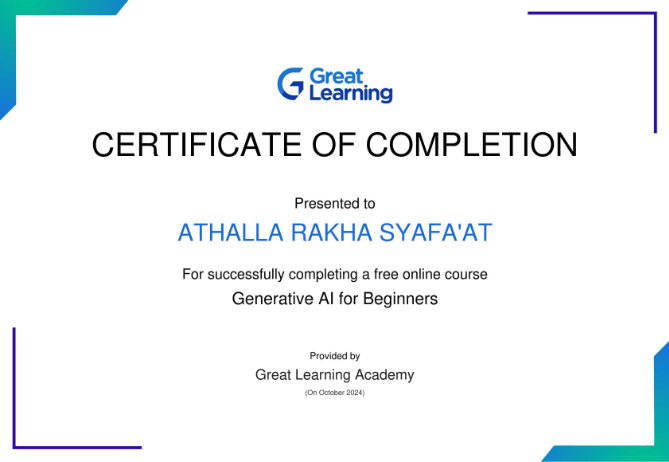 Great
Learning
CERTIFICATE OF COMPLETION
Presented to
ATHALLA RAKHA SYAFA'AT
For successfully completing a free online course
Generative AI for Beginners
Provided by
Great Learning Academy
(On October 2024)